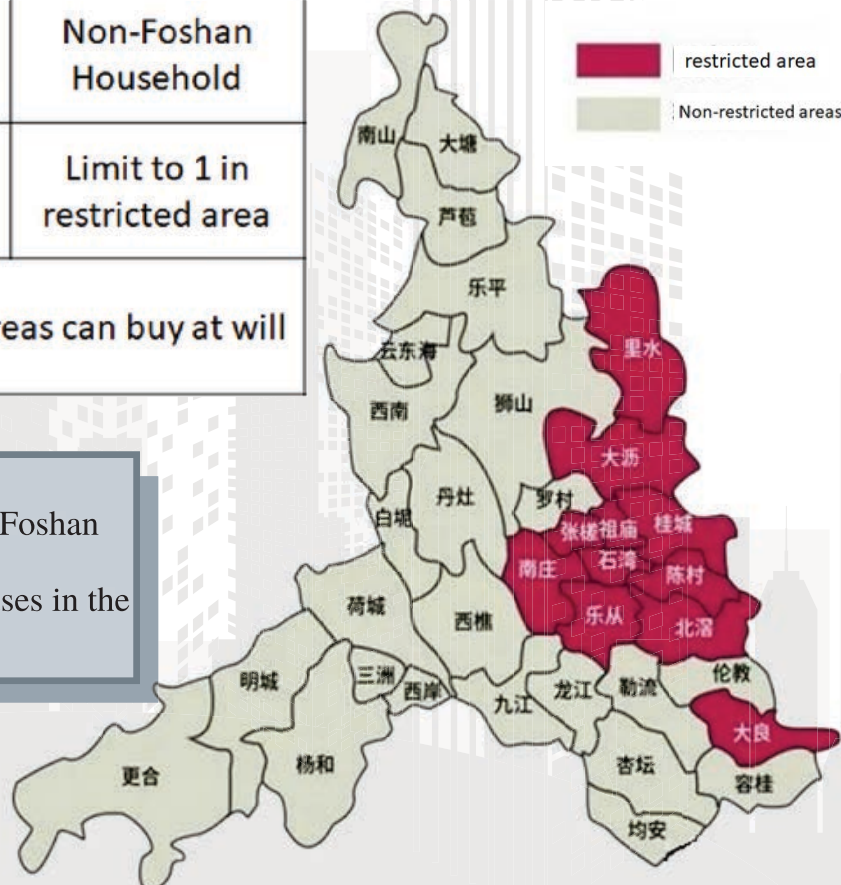 Non-Foshan
Household
Limit to 1 in
restricted area
reas can buy at will
Foshan
ses in the
restricted area
Non-restricted areas
南山
大塘
芦苞
乐平
云东海
里水
西南
狮山
大沥
丹灶
罗村
白坭
张槎
祖庙
桂城
南庄
石湾
陈村
荷城
西樵
乐从
北滘
明城
三洲
西岸
九江
龙江
勒流
伦教
大良
更合
杨和
杏坛
容桂
均安